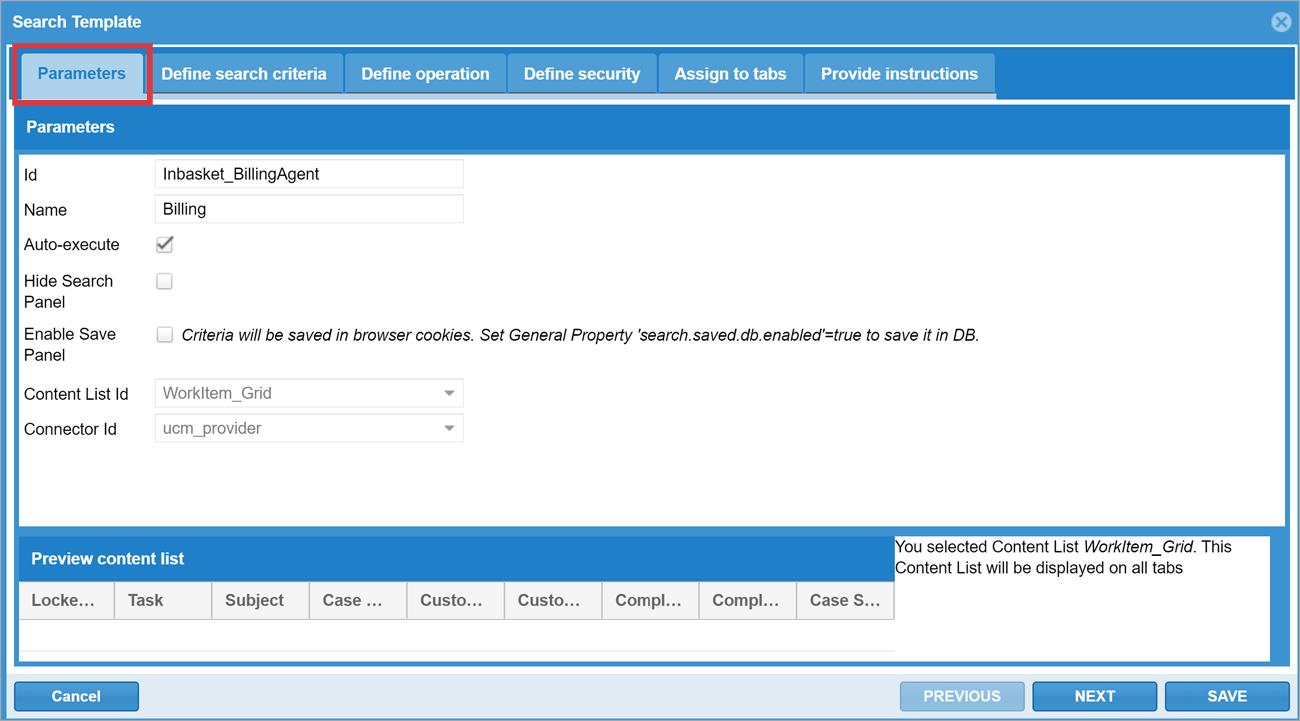 Search Template
Parameters
Define search criteria
Define operation
Define security
Assign to tabs
Provide instructions
Parameters
Id
Inbasket_BillingAgent
Name
Billing
Auto-execute
Hide Search
Panel
Enable Save
Panel
Criteria will be saved in browser cookies. Set General Property 'search.saved.db.enabled'=true to save it in DB.
Content List Id
WorkItem_Grid
Connector Id
ucm_provider
Preview content list
You selected Content List WorkItem_Grid. This
Content List will be displayed on all tabs
Locke...
Task
Subject
Case ...
Custo...
Custo...
Compl...
Compl...
Case S...
Cancel
PREVIOUS
NEXT
SAVE